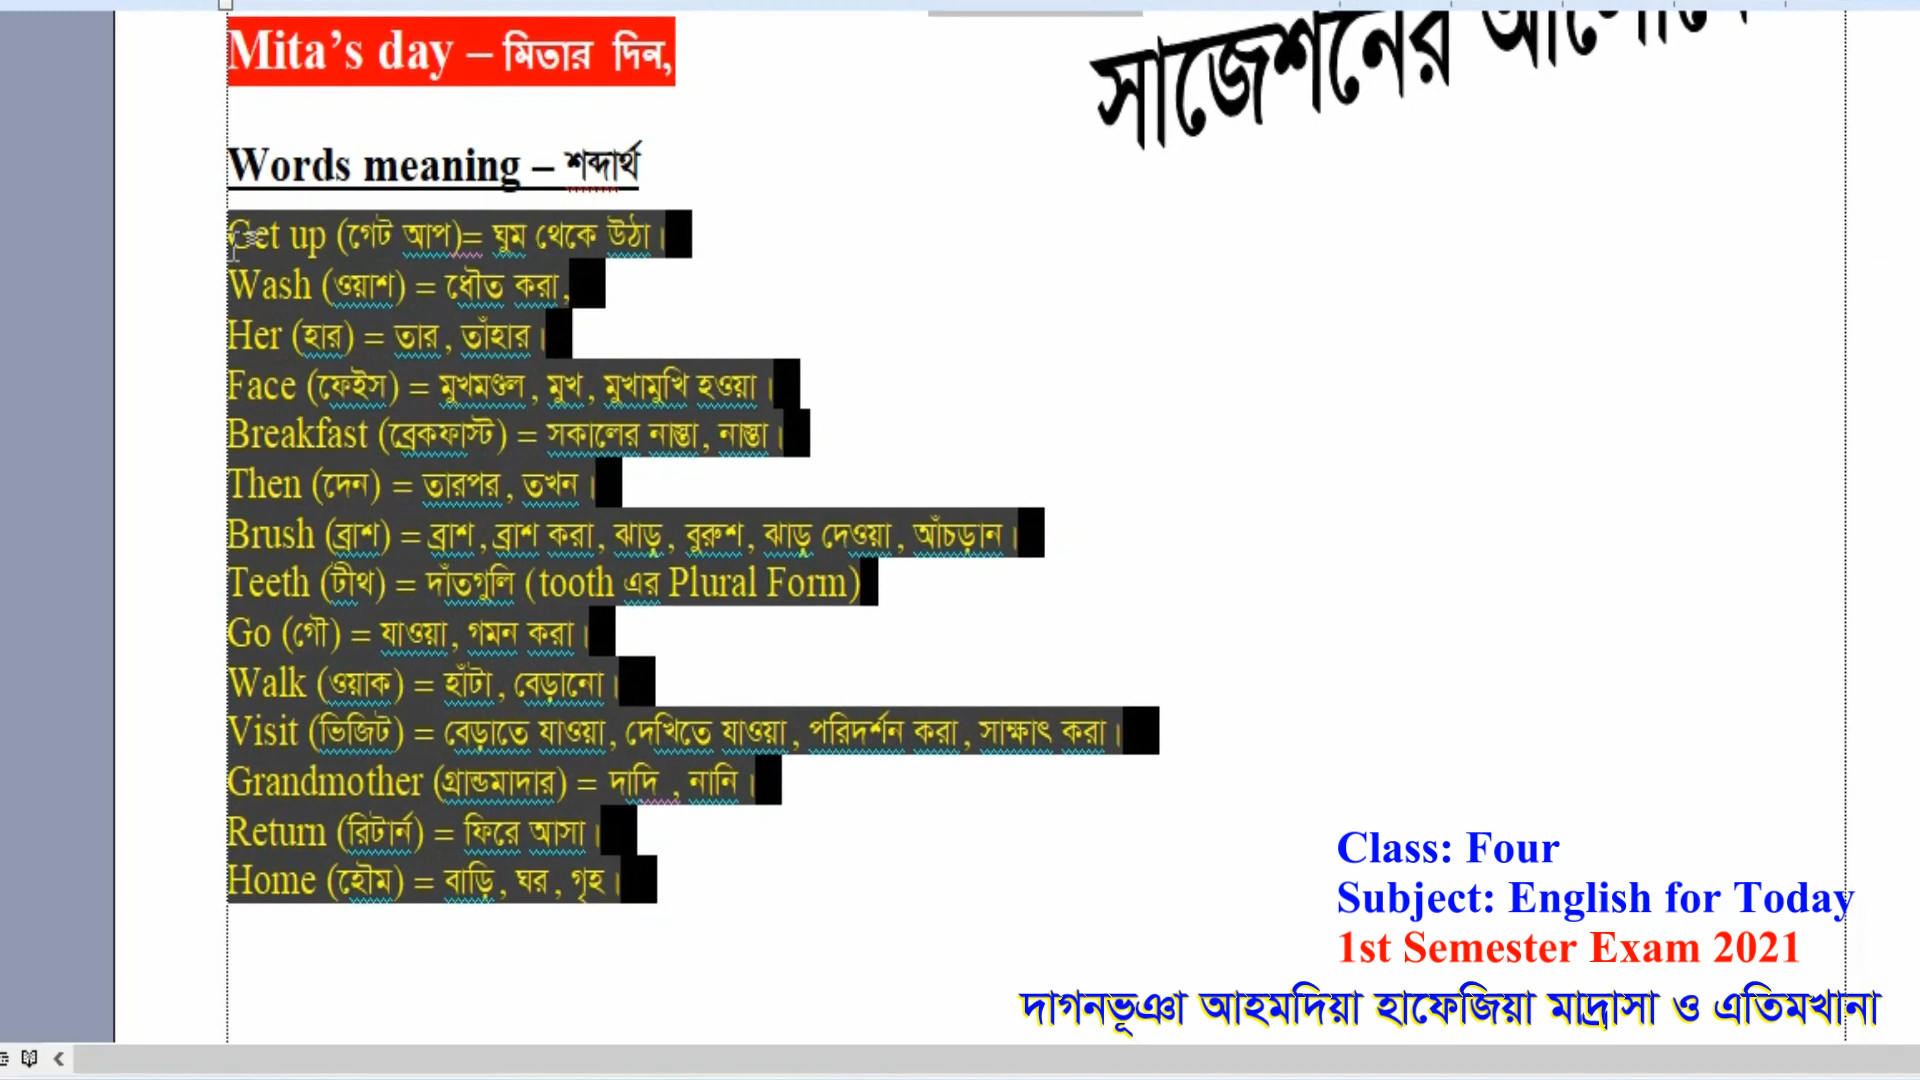 Mita’s day – মিতার দিন,
সাজেশনের
Words meaning – শব্দার্থ
Get up (গেট আপ)= ঘুম থেকে উঠা।
Wash (ওয়াশ) = ধৌত করা,
Her (হার) = তার, তাঁহার।
Face (ফেইস) = মুখমণ্ডল, মুখ, মুখামুখি হওয়া।
Breakfast (ব্রেকফাস্ট) = সকালের নাস্তা, নাস্তা।
Then (দেন) = তারপর, তখন।
Brush (ব্রাশ) = ব্রাশ, ব্রাশ করা, ঝাড়ু, বুরুশ, ঝাড়ু দেওয়া, আঁচড়ান।
Teeth (টীথ) = দাঁতগুলি (tooth এর Plural Form)
Go (গৌ) = যাওয়া, গমন করা।
Walk (ওয়াক) = হাঁটা, বেড়ানো।
Visit (ভিজিট) = বেড়াতে যাওয়া, দেখিতে যাওয়া, পরিদর্শন করা, সাক্ষাৎ করা।
Grandmother (গ্রান্ডমাদার) = দাদি , নানি।
Return (রিটার্ন) = ফিরে আসা।
Home (হৌম) = বাড়ি, ঘর, গৃহ।
Class: Four
Subject: English for Today
1st Semester Exam 2021
দাগনভূঞা আহমদিয়া হাফেজিয়া মাদ্রাসা ও এতিমখানা